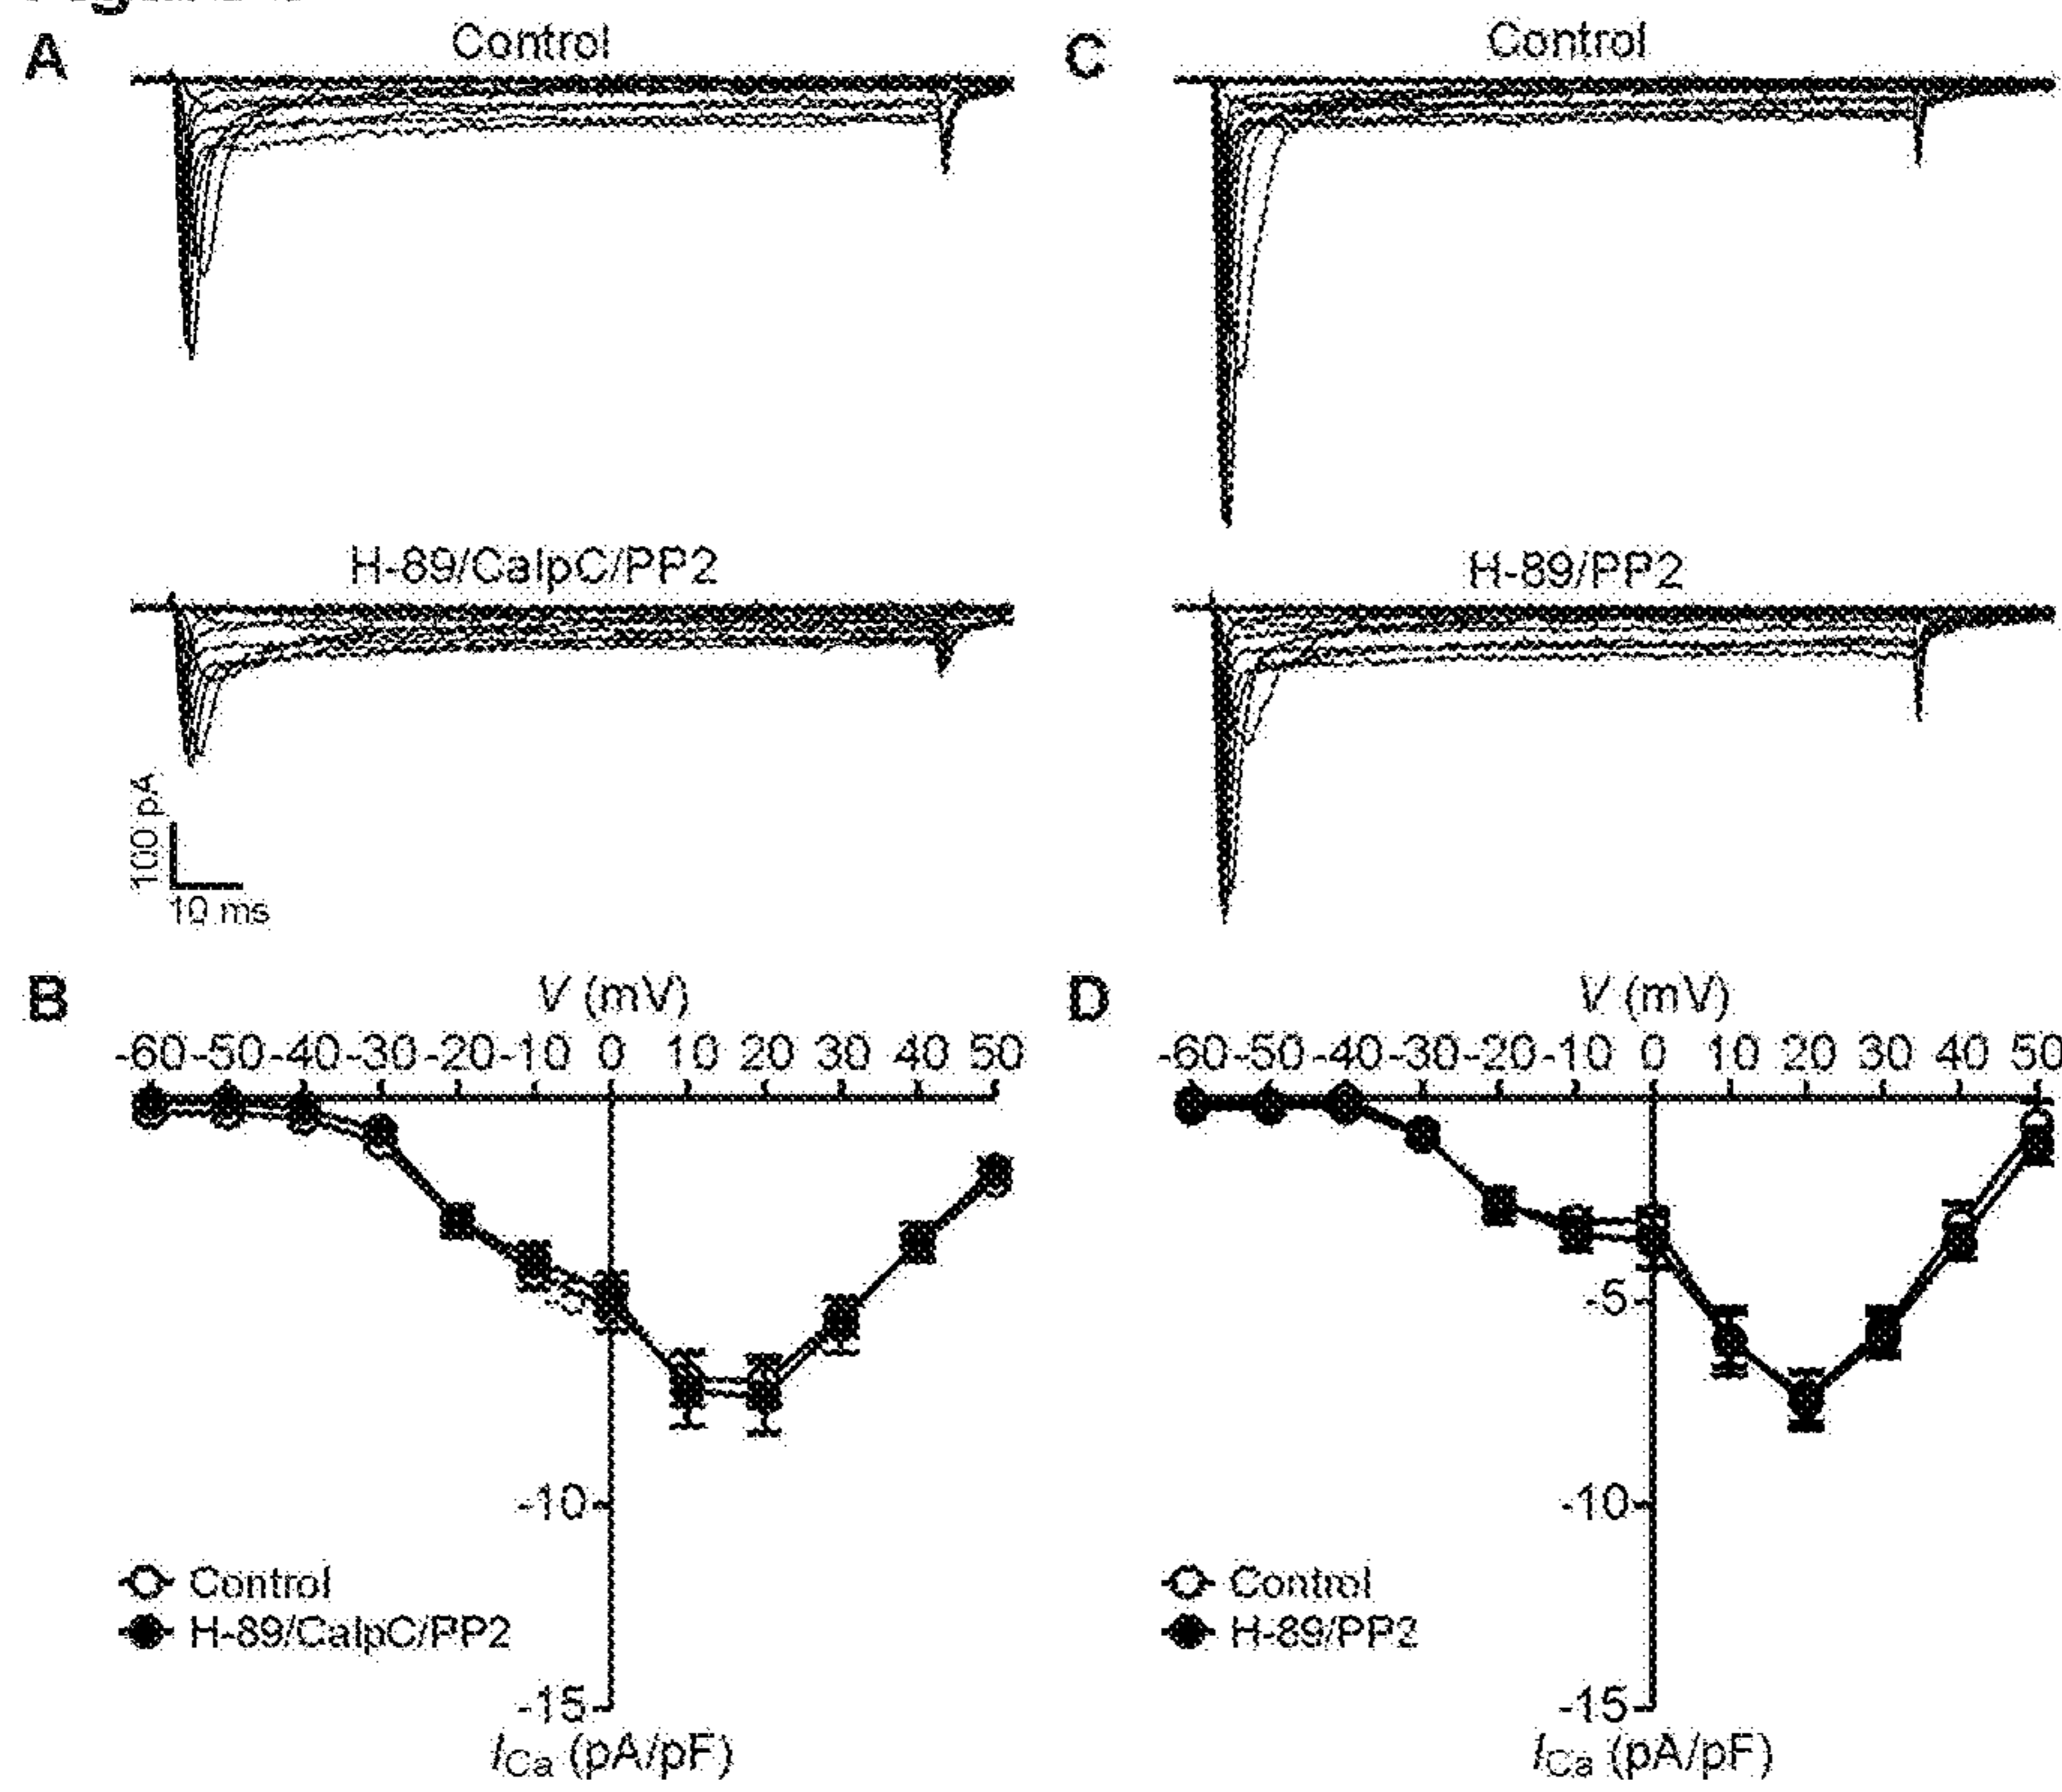 A
Control
H-89/CalpC/PP2
100 pA
10 ms
B
V (mV)
-60 -50 -40 -30 -20 -10 0 10 20 30 40 50
-5
-10
-15
Control
H-89/CalpC/PP2
ICa (pA/pF)
C
Control
H-89/PP2
D
V (mV)
-60 -50 -40 -30 -20 -10 0 10 20 30 40 50
-5
-10
-15
Control
H-89/PP2
ICa (pA/pF)